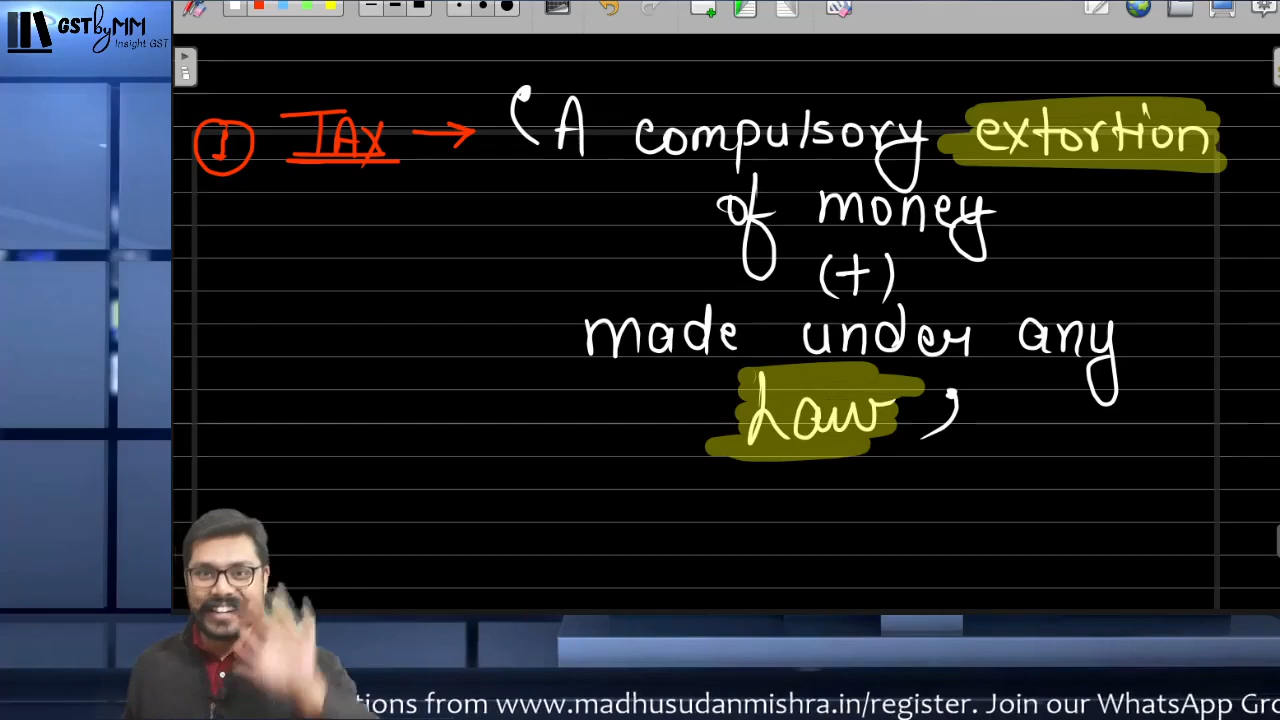 GSTbyMM
Insight GST
1 TAX → ( A compulsory extortion
of money
(+)
made under any
Law )
tions from www.madhusudanmishra.in/register. Join our WhatsApp Gro